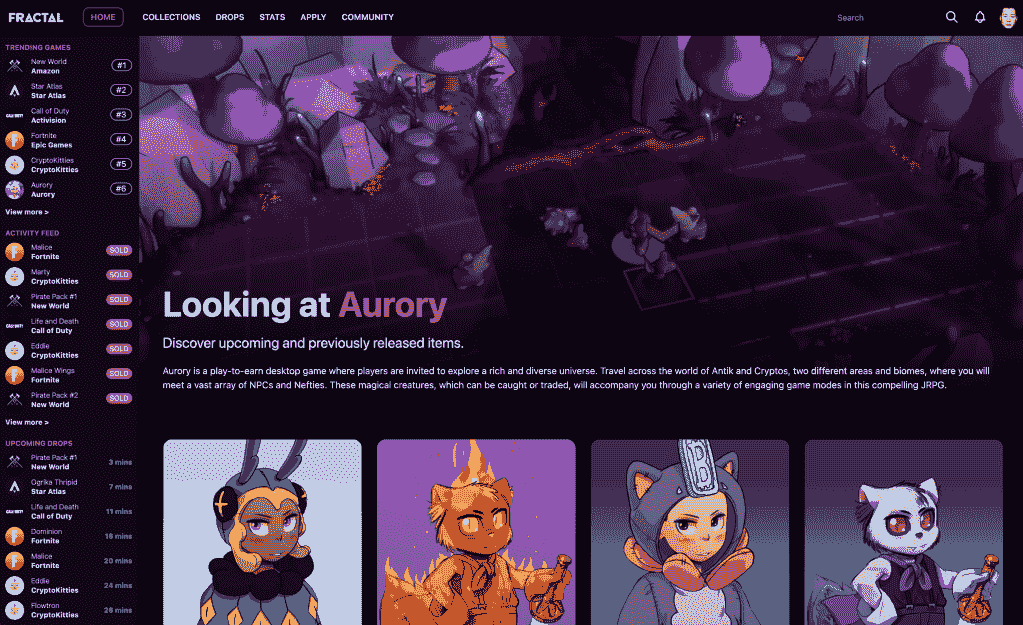 FRACTAL
HOME
COLLECTIONS
DROPS
STATS
APPLY
COMMUNITY
Search
TRENDING GAMES
New World
Amazon
#1
Star Atlas
Star Atlas
#2
Call of Duty
Activision
#3
Fortnite
Epic Games
#4
CryptoKitties
CryptoKitties
#5
Aurory
Aurory
#6
View more >
ACTIVITY FEED
Malice
Fortnite
SOLD
Marty
CryptoKitties
SOLD
Pirate Pack #1
New World
SOLD
Life and Death
Call of Duty
SOLD
Eddie
CryptoKitties
SOLD
Malice Wings
Fortnite
SOLD
Pirate Pack #2
New World
SOLD
View more >
UPCOMING DROPS
Pirate Pack #1
New World
3 mins
Ogrika Thripid
Star Atlas
7 mins
Life and Death
Call of Duty
11 mins
Dominion
Fortnite
16 mins
Malice
Fortnite
20 mins
Eddie
CryptoKitties
24 mins
Flowtron
CryptoKitties
26 mins
Looking at Aurory
Discover upcoming and previously released items.
Aurory is a play-to-earn desktop game where players are invited to explore a rich and diverse universe. Travel across the world of Antik and Cryptos, two different areas and biomes, where you will
meet a vast array of NPCs and Nefties. These magical creatures, which can be caught or traded, will accompany you through a variety of engaging game modes in this compelling JRPG.
B